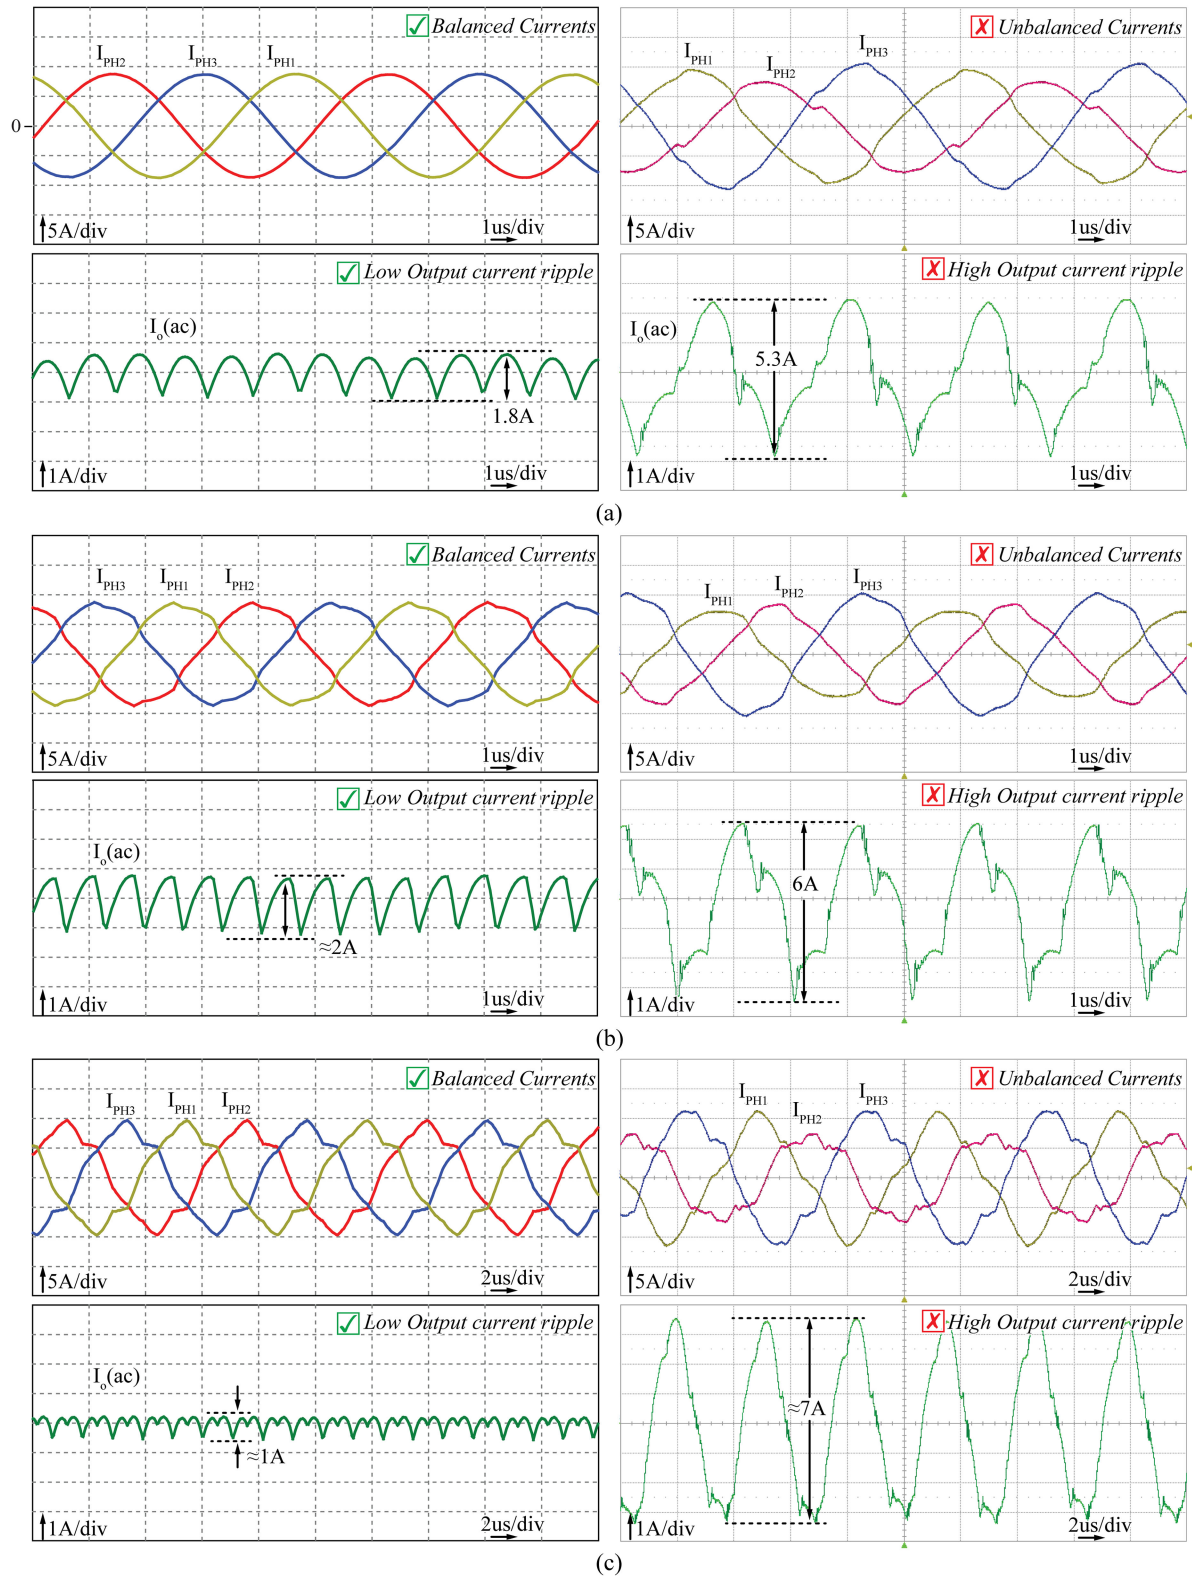 Balanced Currents
I_PH2 I_PH3 I_PH1
0
5A/div 1us/div
Low Output current ripple
I_o(ac)
1.8A
1A/div 1us/div
Unbalanced Currents
I_PH1 I_PH2 I_PH3
5A/div 1us/div
High Output current ripple
I_o(ac)
5.3A
1A/div 1us/div
(a)
Balanced Currents
I_PH3 I_PH1 I_PH2
5A/div 1us/div
Low Output current ripple
I_o(ac)
≈2A
1A/div 1us/div
Unbalanced Currents
I_PH1 I_PH2 I_PH3
5A/div 1us/div
High Output current ripple
6A
1A/div 1us/div
(b)
Balanced Currents
I_PH3 I_PH1 I_PH2
5A/div 2us/div
Low Output current ripple
I_o(ac)
≈1A
1A/div 2us/div
Unbalanced Currents
I_PH1 I_PH2 I_PH3
5A/div 2us/div
High Output current ripple
≈7A
1A/div 2us/div
(c)